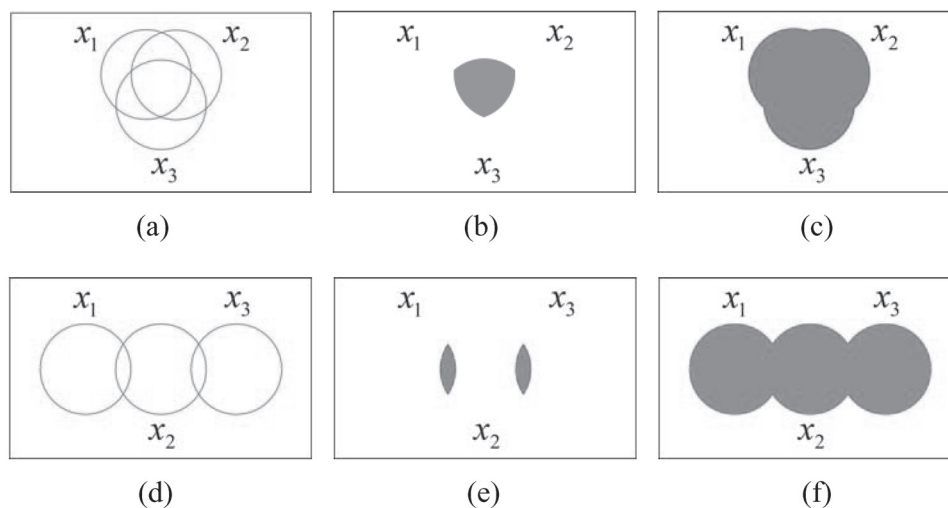 x₁ x₂
x₃
(a)
x₁ x₂
x₃
(b)
x₁ x₂
x₃
(c)
x₁ x₃
x₂
(d)
x₁ x₃
x₂
(e)
x₁ x₃
x₂
(f)